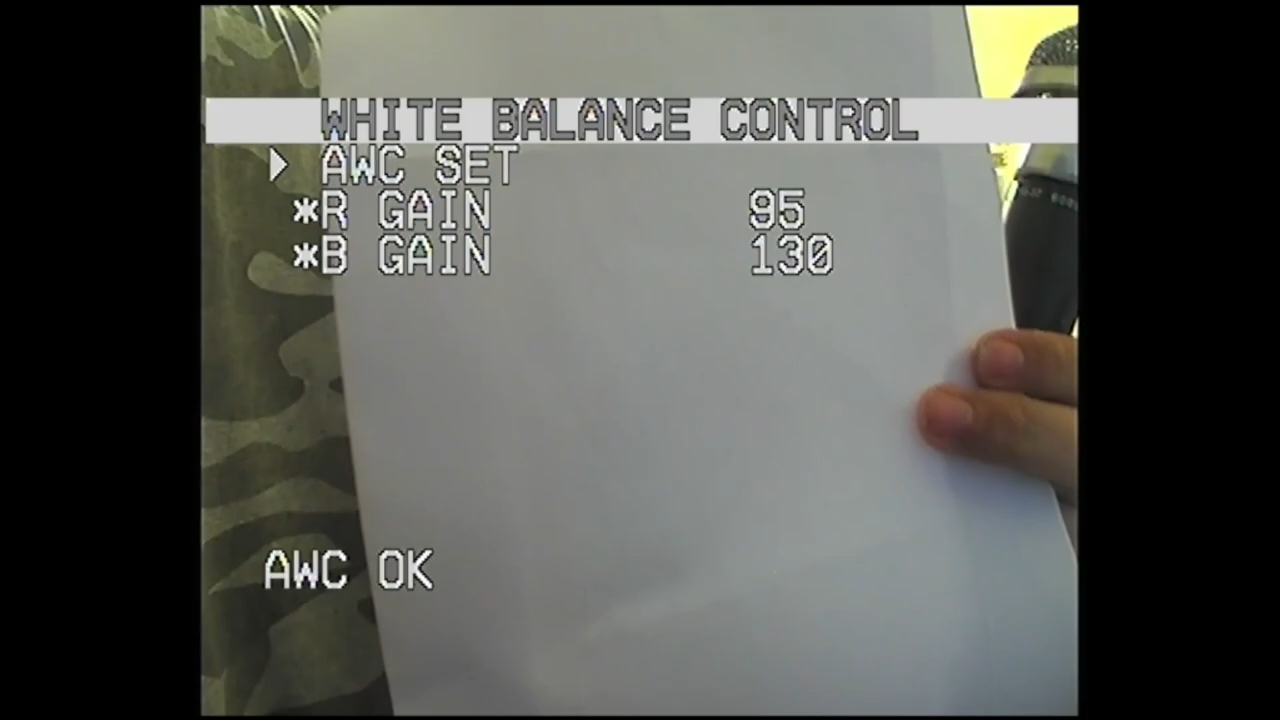 WHITE BALANCE CONTROL
AWC SET
*R GAIN 95
*B GAIN 130
AWC OK